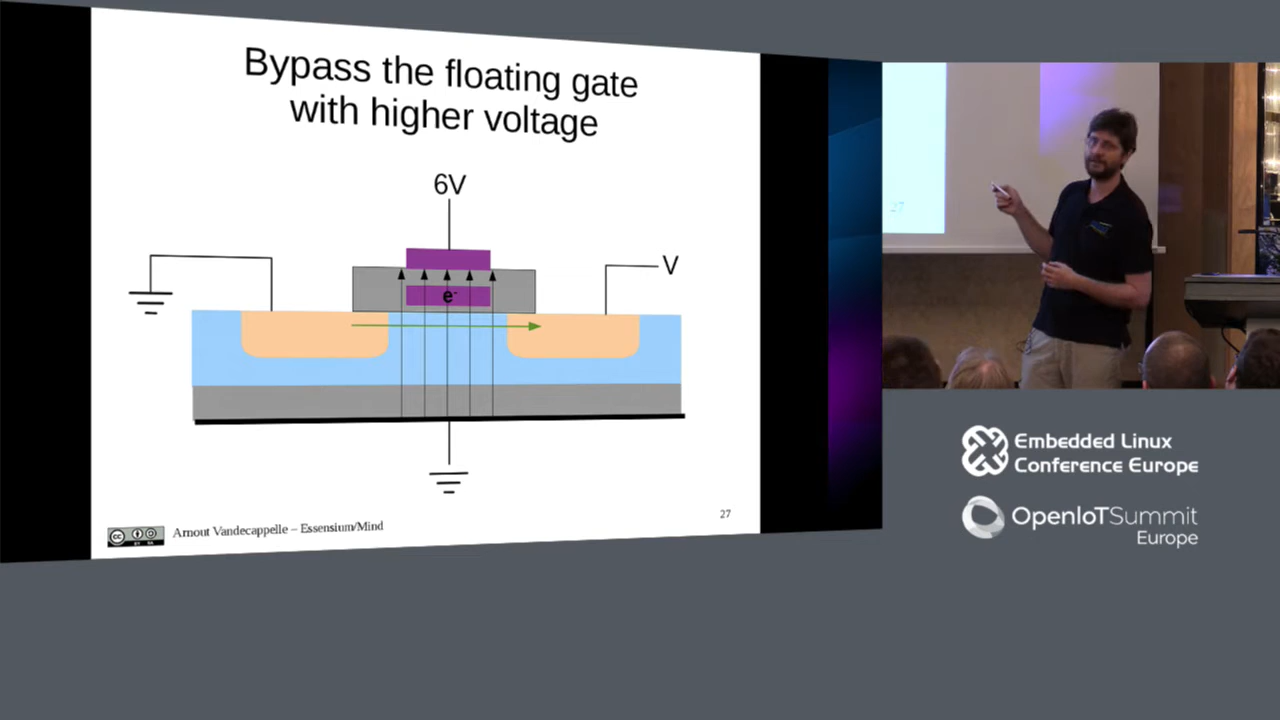 Bypass the floating gate
with higher voltage
6V
V
e-
Arnout Vandecappelle – Essensium/Mind
27
27
Embedded Linux
Conference Europe
OpenIoTSummit
Europe